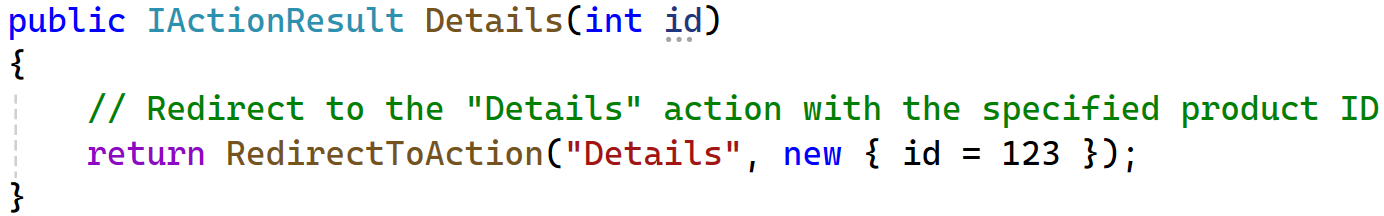 public IActionResult Details(int id)
{
    // Redirect to the "Details" action with the specified product ID
    return RedirectToAction("Details", new { id = 123 });
}